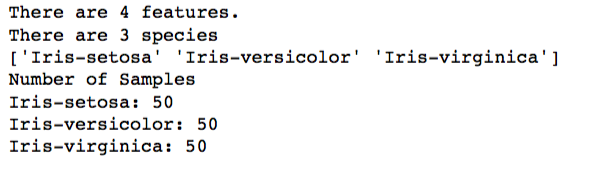 There are 4 features.
There are 3 species
['Iris-setosa' 'Iris-versicolor' 'Iris-virginica']
Number of Samples
Iris-setosa: 50
Iris-versicolor: 50
Iris-virginica: 50